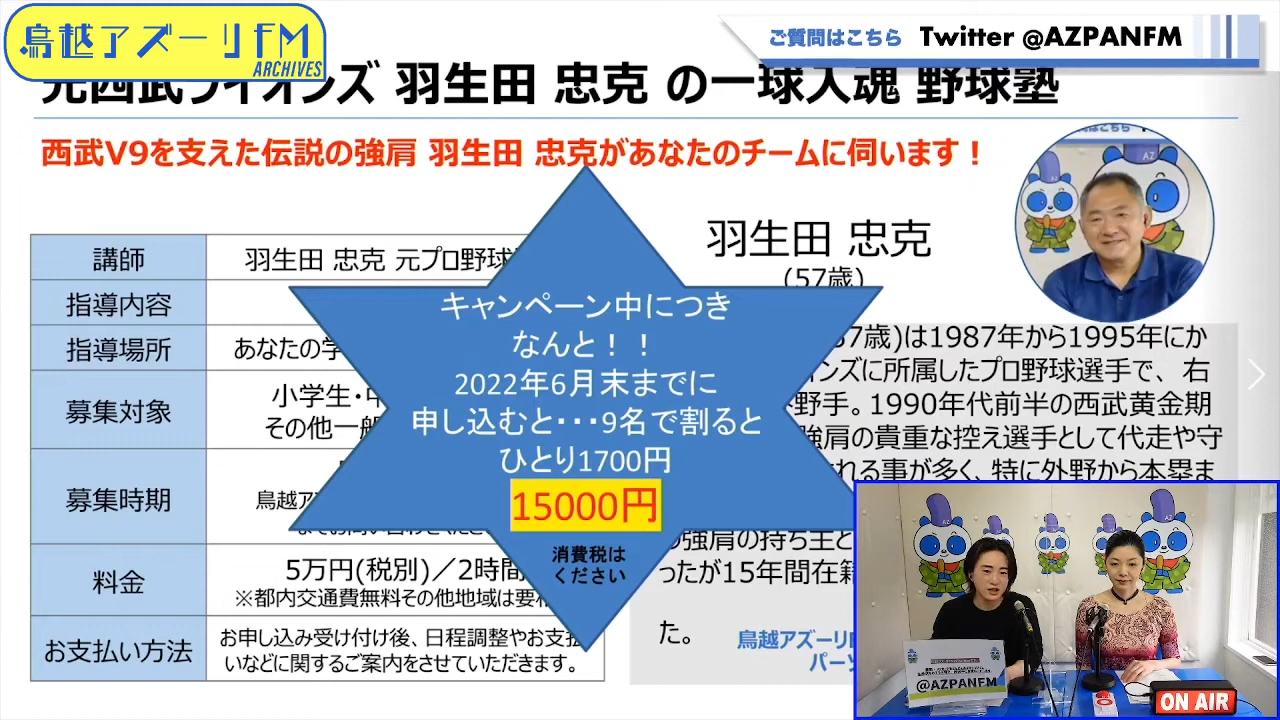 鳥越アズーリFM
ARCHIVES
ご質問はこちら Twitter @AZPANFM
元西武ライオンズ 羽生田 忠克 の一球入魂 野球塾
西武V9を支えた伝説の強肩 羽生田 忠克があなたのチームに伺います！
講師
羽生田 忠克 元プロ野球
指導内容
指導場所
あなたの学
募集対象
小学生・中
その他一般
募集時期
鳥越ア
料金
5万円(税別)／2時間
※都内交通費無料その他地域は要相
お支払い方法
お申し込み受け付け後、日程調整やお支払
いなどに関するご案内をさせていただきます。
キャンペーン中につき
なんと！！
2022年6月末までに
申し込むと・・・9名で割ると
ひとり1700円
15000円
消費税は
ください
羽生田 忠克
(57歳)
7歳)は1987年から1995年にか
インズに所属したプロ野球選手で、右
外野手。1990年代前半の西武黄金期
強肩の貴重な控え選手として代走や守
れる事が多く、特に外野から本塁ま
の強肩の持ち主と
ったが15年間在籍
た。
鳥越アズーリF
パーソ
@AZPANFM
ON AIR